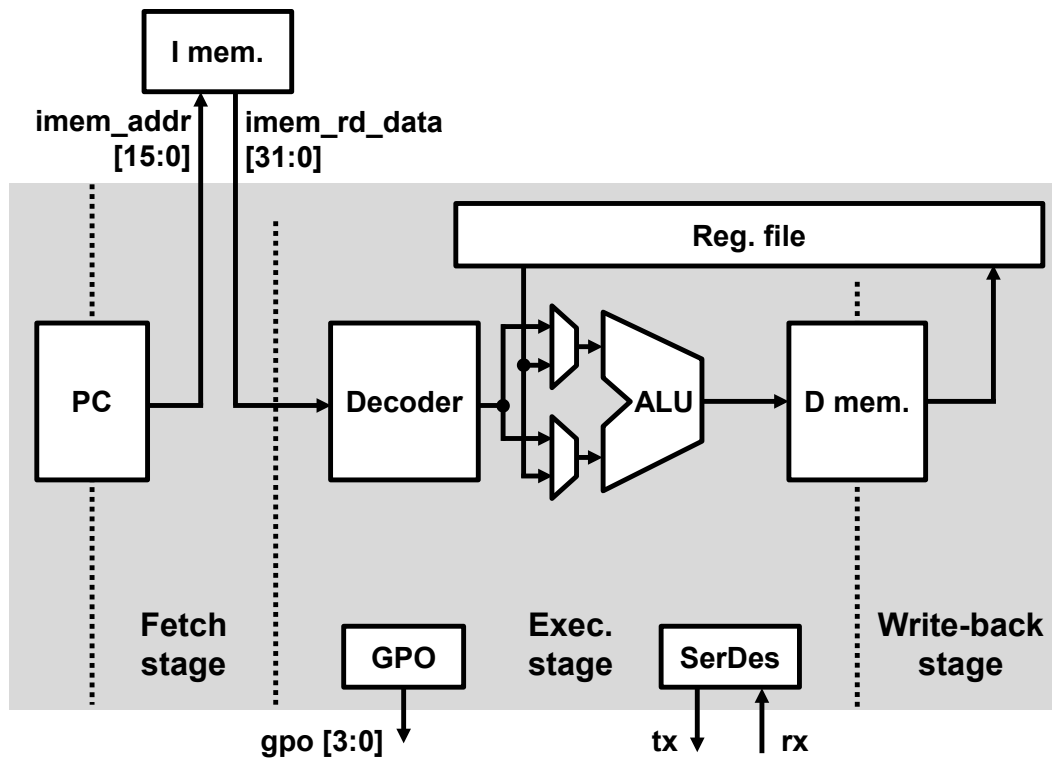 I mem.
imem_addr
[15:0]
imem_rd_data
[31:0]
Reg. file
PC
Decoder
ALU
D mem.
Fetch
stage
Exec.
stage
Write-back
stage
GPO
SerDes
gpo [3:0]
tx
rx